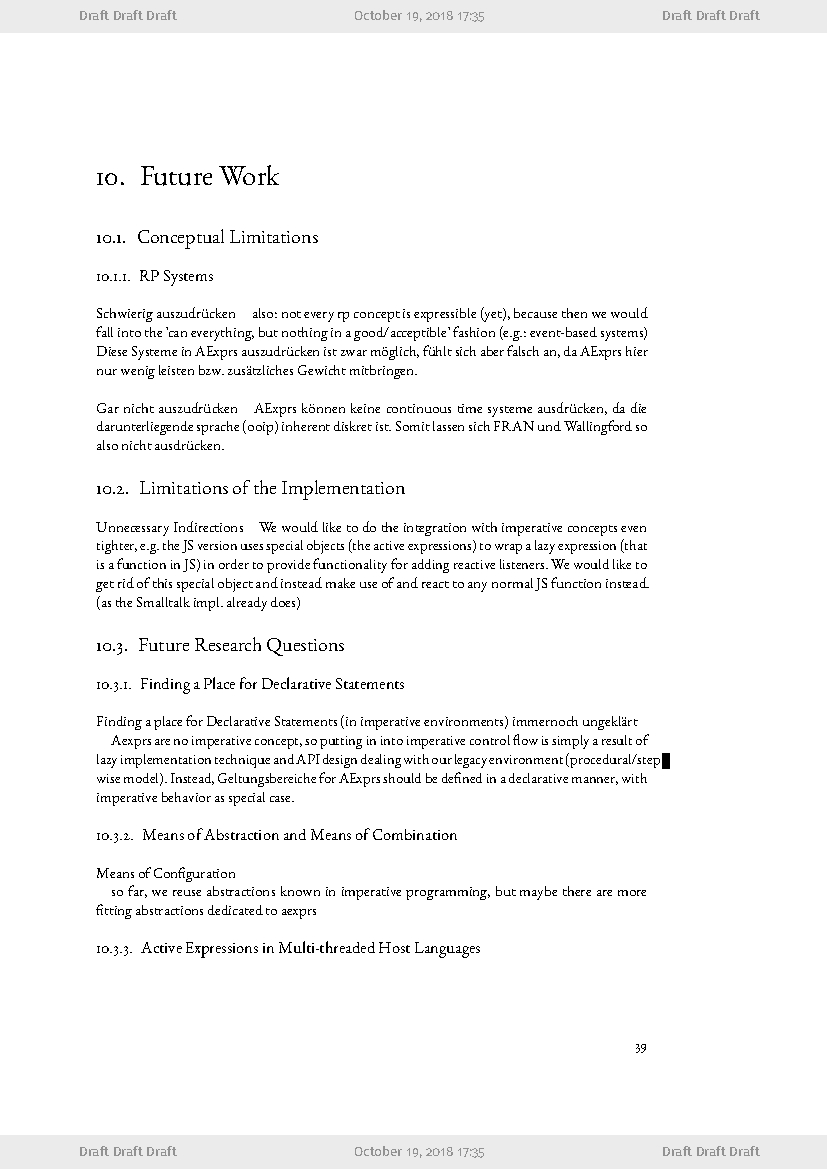 Draft Draft Draft October 19, 2018 17:35 Draft Draft Draft
10. Future Work
10.1. Conceptual Limitations
10.1.1. RP Systems
Schwierig auszudrücken also: not every rp concept is expressible (yet), because then we would
fall into the 'can everything, but nothing in a good/acceptible' fashion (e.g.: event-based systems)
Diese Systeme in AExprs auszudrücken ist zwar möglich, fühlt sich aber falsch an, da AExprs hier
nur wenig leisten bzw. zusätzliches Gewicht mitbringen.
Gar nicht auszudrücken AExprs können keine continuous time systeme ausdrücken, da die
darunterliegende sprache (ooip) inherent diskret ist. Somit lassen sich FRAN und Wallingford so
also nicht ausdrücken.
10.2. Limitations of the Implementation
Unnecessary Indirections We would like to do the integration with imperative concepts even
tighter, e.g. the JS version uses special objects (the active expressions) to wrap a lazy expression (that
is a function in JS) in order to provide functionality for adding reactive listeners. We would like to
get rid of this special object and instead make use of and react to any normal JS function instead.
(as the Smalltalk impl. already does)
10.3. Future Research Questions
10.3.1. Finding a Place for Declarative Statements
Finding a place for Declarative Statements (in imperative environments) immernoch ungeklärt
Aexprs are no imperative concept, so putting in into imperative control flow is simply a result of
lazy implementation technique and API design dealing with our legacy environment (procedural/step
wise model). Instead, Geltungsbereiche for AExprs should be defined in a declarative manner, with
imperative behavior as special case.
10.3.2. Means of Abstraction and Means of Combination
Means of Configuration
so far, we reuse abstractions known in imperative programming, but maybe there are more
fitting abstractions dedicated to aexprs
10.3.3. Active Expressions in Multi-threaded Host Languages
39
Draft Draft Draft October 19, 2018 17:35 Draft Draft Draft